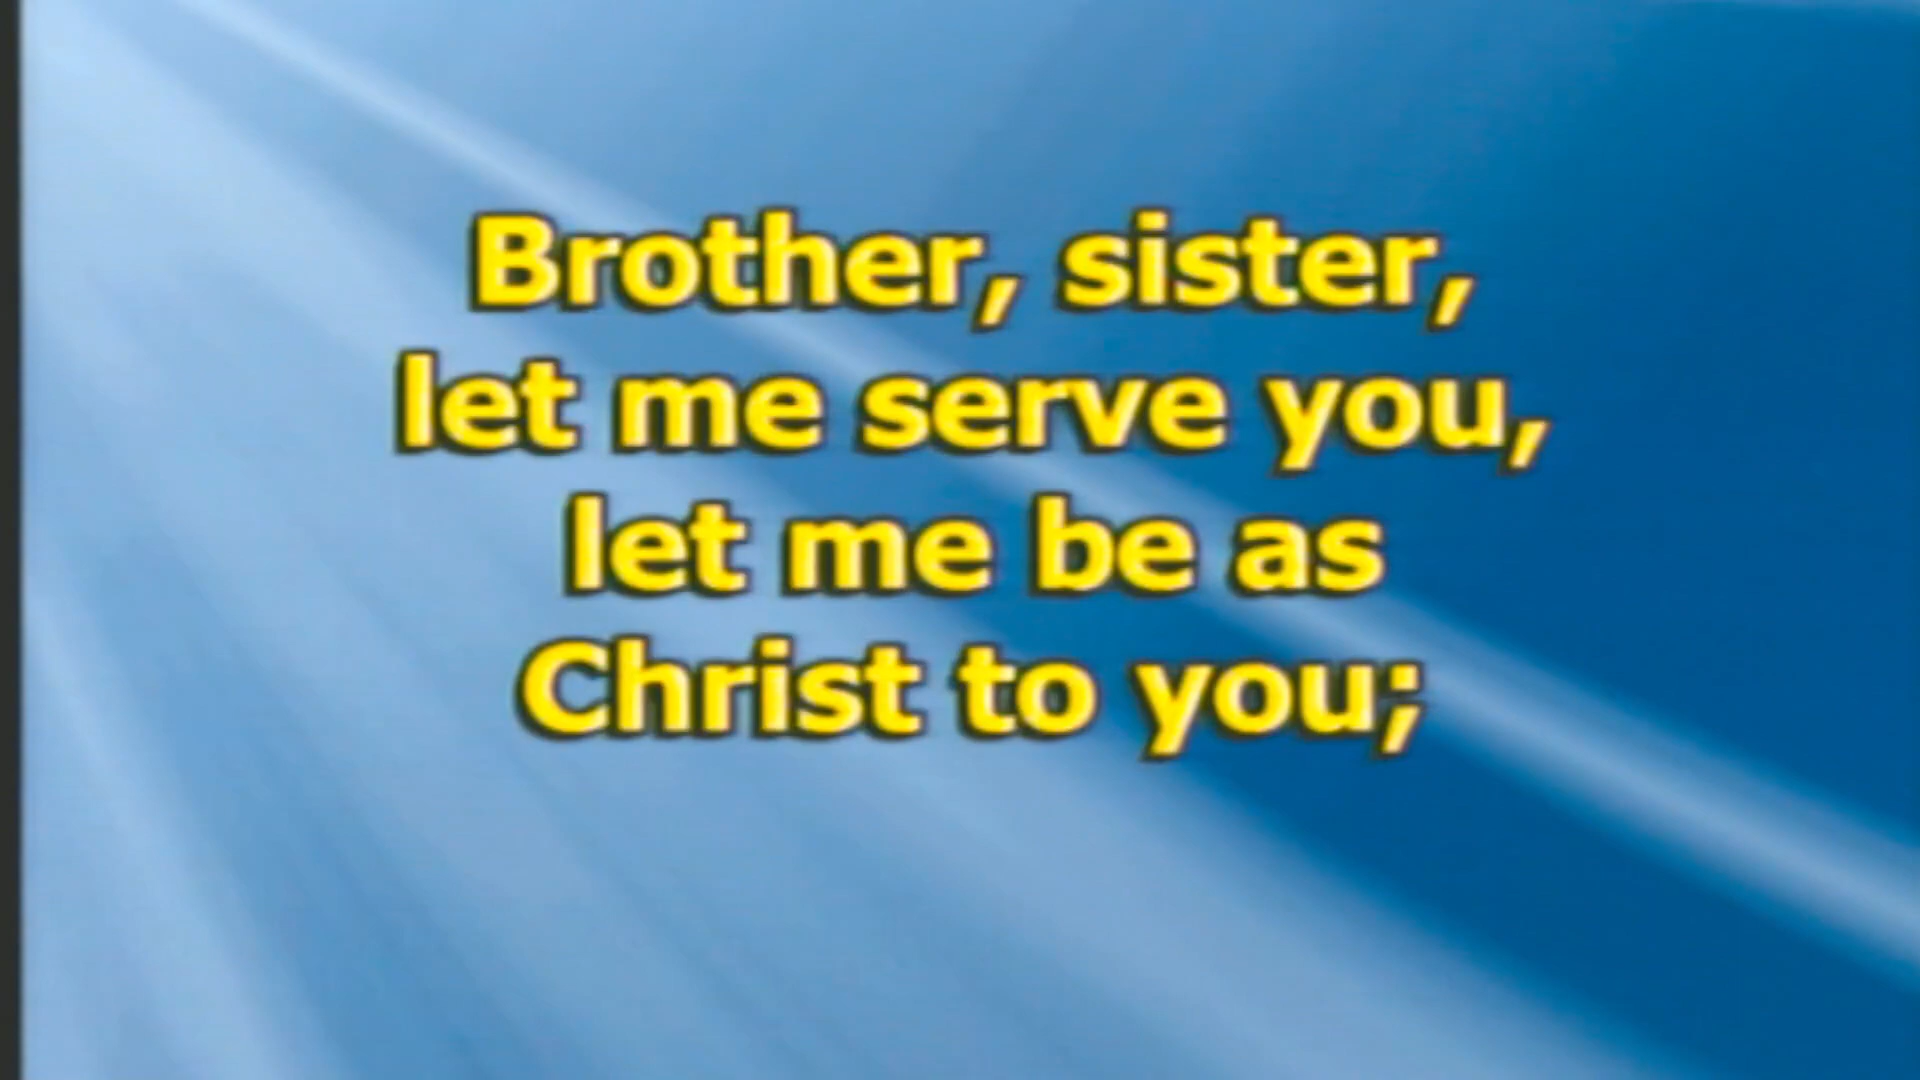 Brother, sister,
let me serve you,
let me be as
Christ to you;